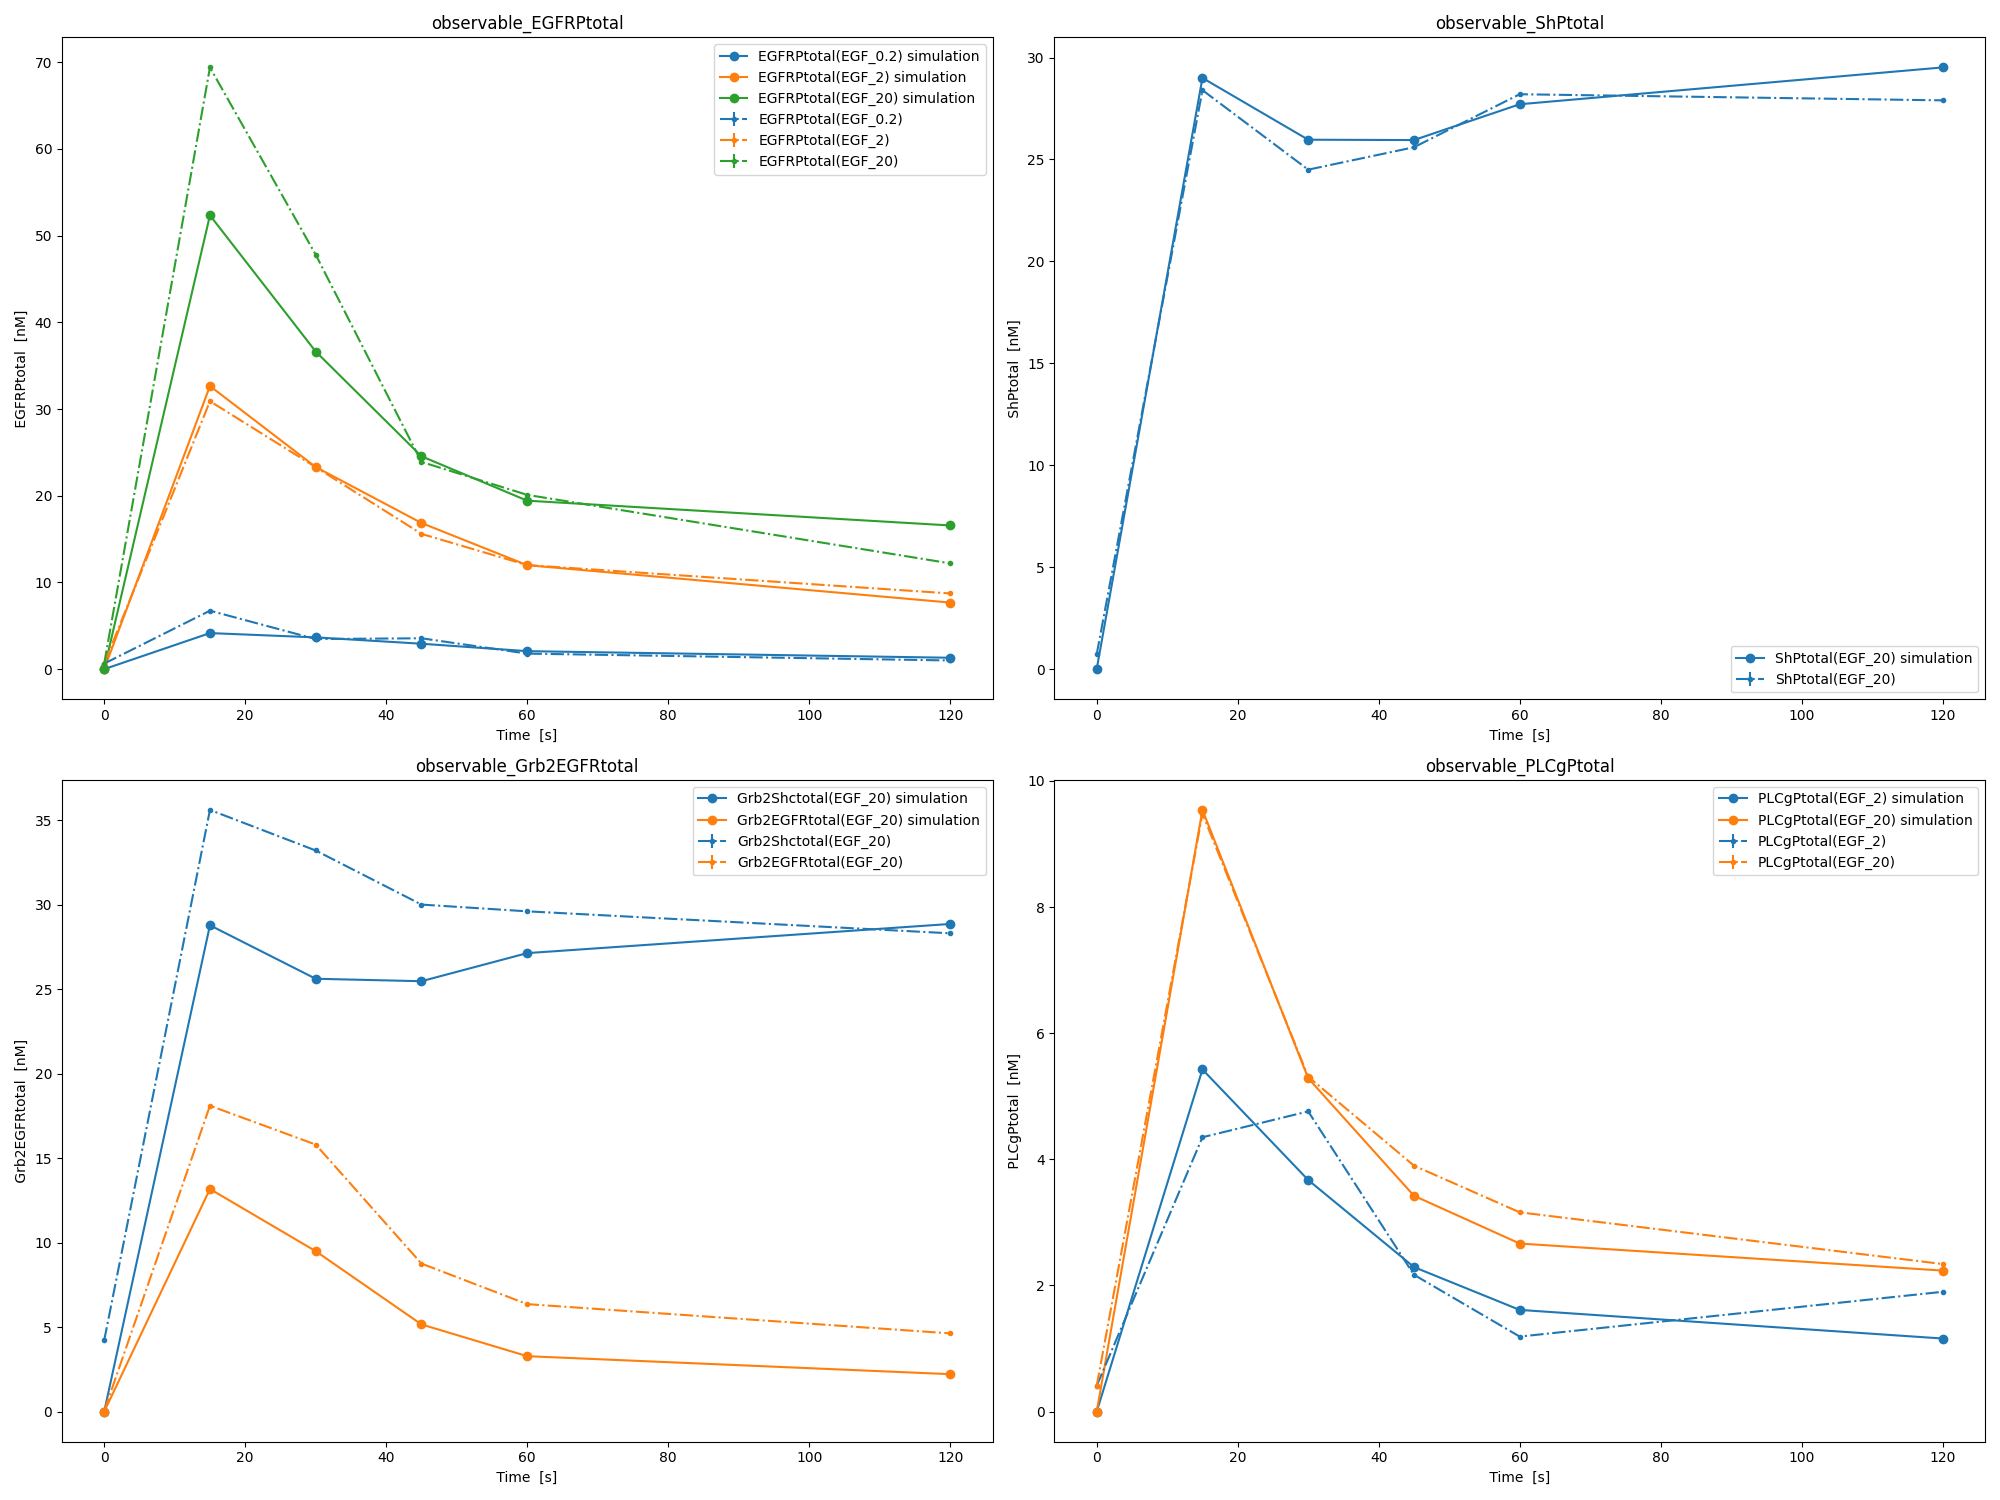 observable_EGFRPtotal
EGFRPtotal [nM]
70
60
50
40
30
20
10
0
EGFRPtotal(EGF_0.2) simulation
EGFRPtotal(EGF_2) simulation
EGFRPtotal(EGF_20) simulation
EGFRPtotal(EGF_0.2)
EGFRPtotal(EGF_2)
EGFRPtotal(EGF_20)
0 20 40 60 80 100 120
Time [s]
observable_ShPtotal
ShPtotal [nM]
30
25
20
15
10
5
0
ShPtotal(EGF_20) simulation
ShPtotal(EGF_20)
0 20 40 60 80 100 120
Time [s]
observable_Grb2EGFRtotal
Grb2EGFRtotal [nM]
35
30
25
20
15
10
5
0
Grb2Shctotal(EGF_20) simulation
Grb2EGFRtotal(EGF_20) simulation
Grb2Shctotal(EGF_20)
Grb2EGFRtotal(EGF_20)
0 20 40 60 80 100 120
Time [s]
observable_PLCgPtotal
PLCgPtotal [nM]
10
8
6
4
2
0
PLCgPtotal(EGF_2) simulation
PLCgPtotal(EGF_20) simulation
PLCgPtotal(EGF_2)
PLCgPtotal(EGF_20)
0 20 40 60 80 100 120
Time [s]